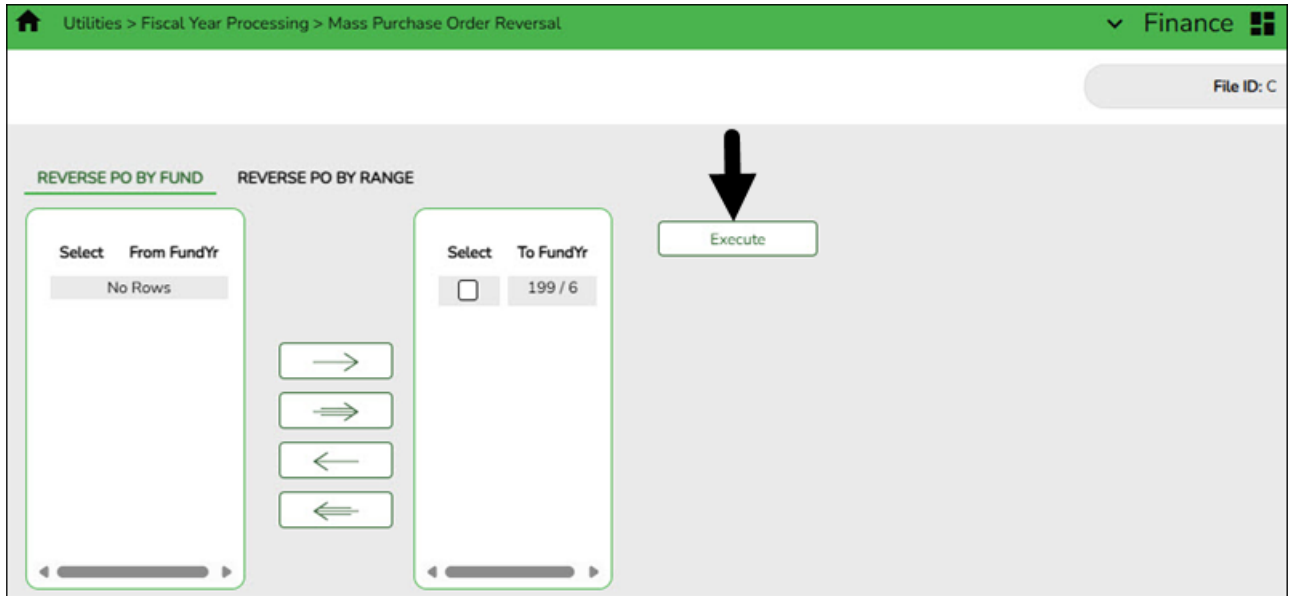 Utilities > Fiscal Year Processing > Mass Purchase Order Reversal
Finance
File ID: C
REVERSE PO BY FUND
REVERSE PO BY RANGE
Select From FundYr
No Rows
Select To FundYr
199 / 6
Execute